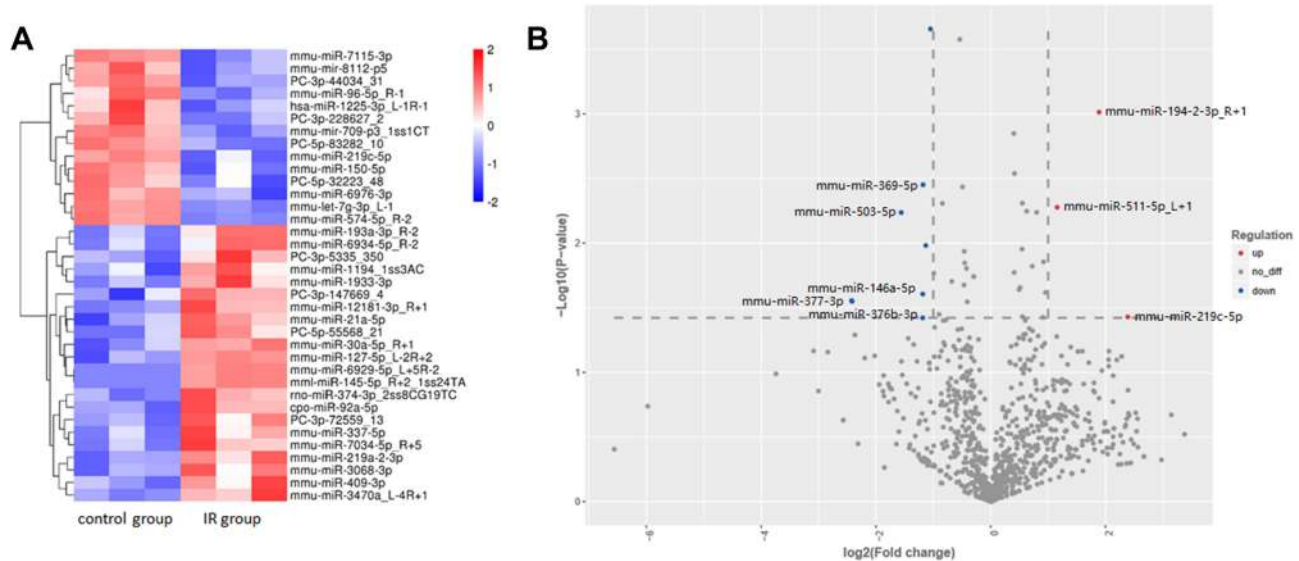 A
mmu-miR-7115-3p
mmu-mir-8112-p5
PC-3p-44034_31
mmu-miR-96-5p_R-1
hsa-miR-1225-3p_L-1R-1
PC-3p-228627_2
mmu-mir-709-p3_1ss1CT
PC-5p-83282_10
mmu-miR-219c-5p
mmu-miR-150-5p
PC-5p-32223_48
mmu-miR-6976-3p
mmu-let-7g-3p_L-1
mmu-miR-574-5p_R-2
mmu-miR-193a-3p_R-2
mmu-miR-6934-5p_R-2
PC-3p-5335_350
mmu-miR-1194_1ss3AC
mmu-miR-1933-3p
PC-3p-147669_4
mmu-miR-12181-3p_R+1
mmu-miR-21a-5p
PC-5p-55568_21
mmu-miR-30a-5p_R+1
mmu-miR-127-5p_L-2R+2
mmu-miR-6929-5p_L+5R-2
mml-miR-145-5p_R+2_1ss24TA
rno-miR-374-3p_2ss8CG19TC
cpo-miR-92a-5p
PC-3p-72559_13
mmu-miR-337-5p
mmu-miR-7034-5p_R+5
mmu-miR-219a-2-3p
mmu-miR-3068-3p
mmu-miR-409-3p
mmu-miR-3470a_L-4R+1
control group IR group
2
1
0
-1
-2
B
-Log10(P-value)
3
2
1
0
mmu-miR-194-2-3p_R+1
mmu-miR-369-5p
mmu-miR-503-5p
mmu-miR-511-5p_L+1
mmu-miR-146a-5p
mmu-miR-377-3p
mmu-miR-376b-3p
mmu-miR-219c-5p
-6
-4
-2
0
2
log2(Fold change)
Regulation
up
no_diff
down